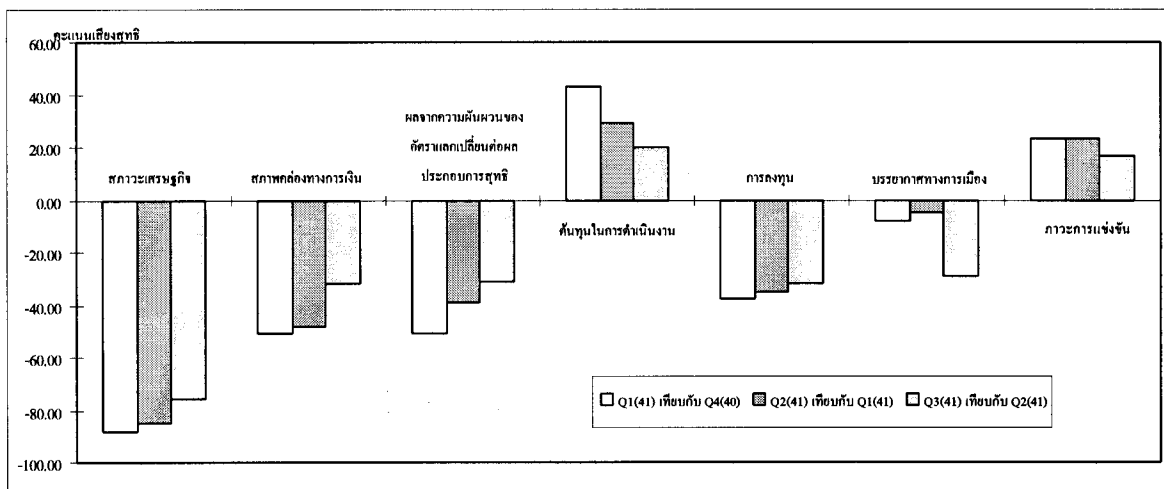 คะแนนเสียงสุทธิ
60.00
40.00
20.00
0.00
-20.00
-40.00
-60.00
-80.00
-100.00
สภาวะเศรษฐกิจ
สภาพคล่องทางการเงิน
ผลจากความผันผวนของ
อัตราแลกเปลี่ยนต่อผล
ประกอบการสุทธิ
ต้นทุนในการดำเนินงาน
การลงทุน
บรรยากาศทางการเมือง
ภาวะการแข่งขัน
Q1(41) เทียบกับ Q4(40) Q2(41) เทียบกับ Q1(41) Q3(41) เทียบกับ Q2(41)